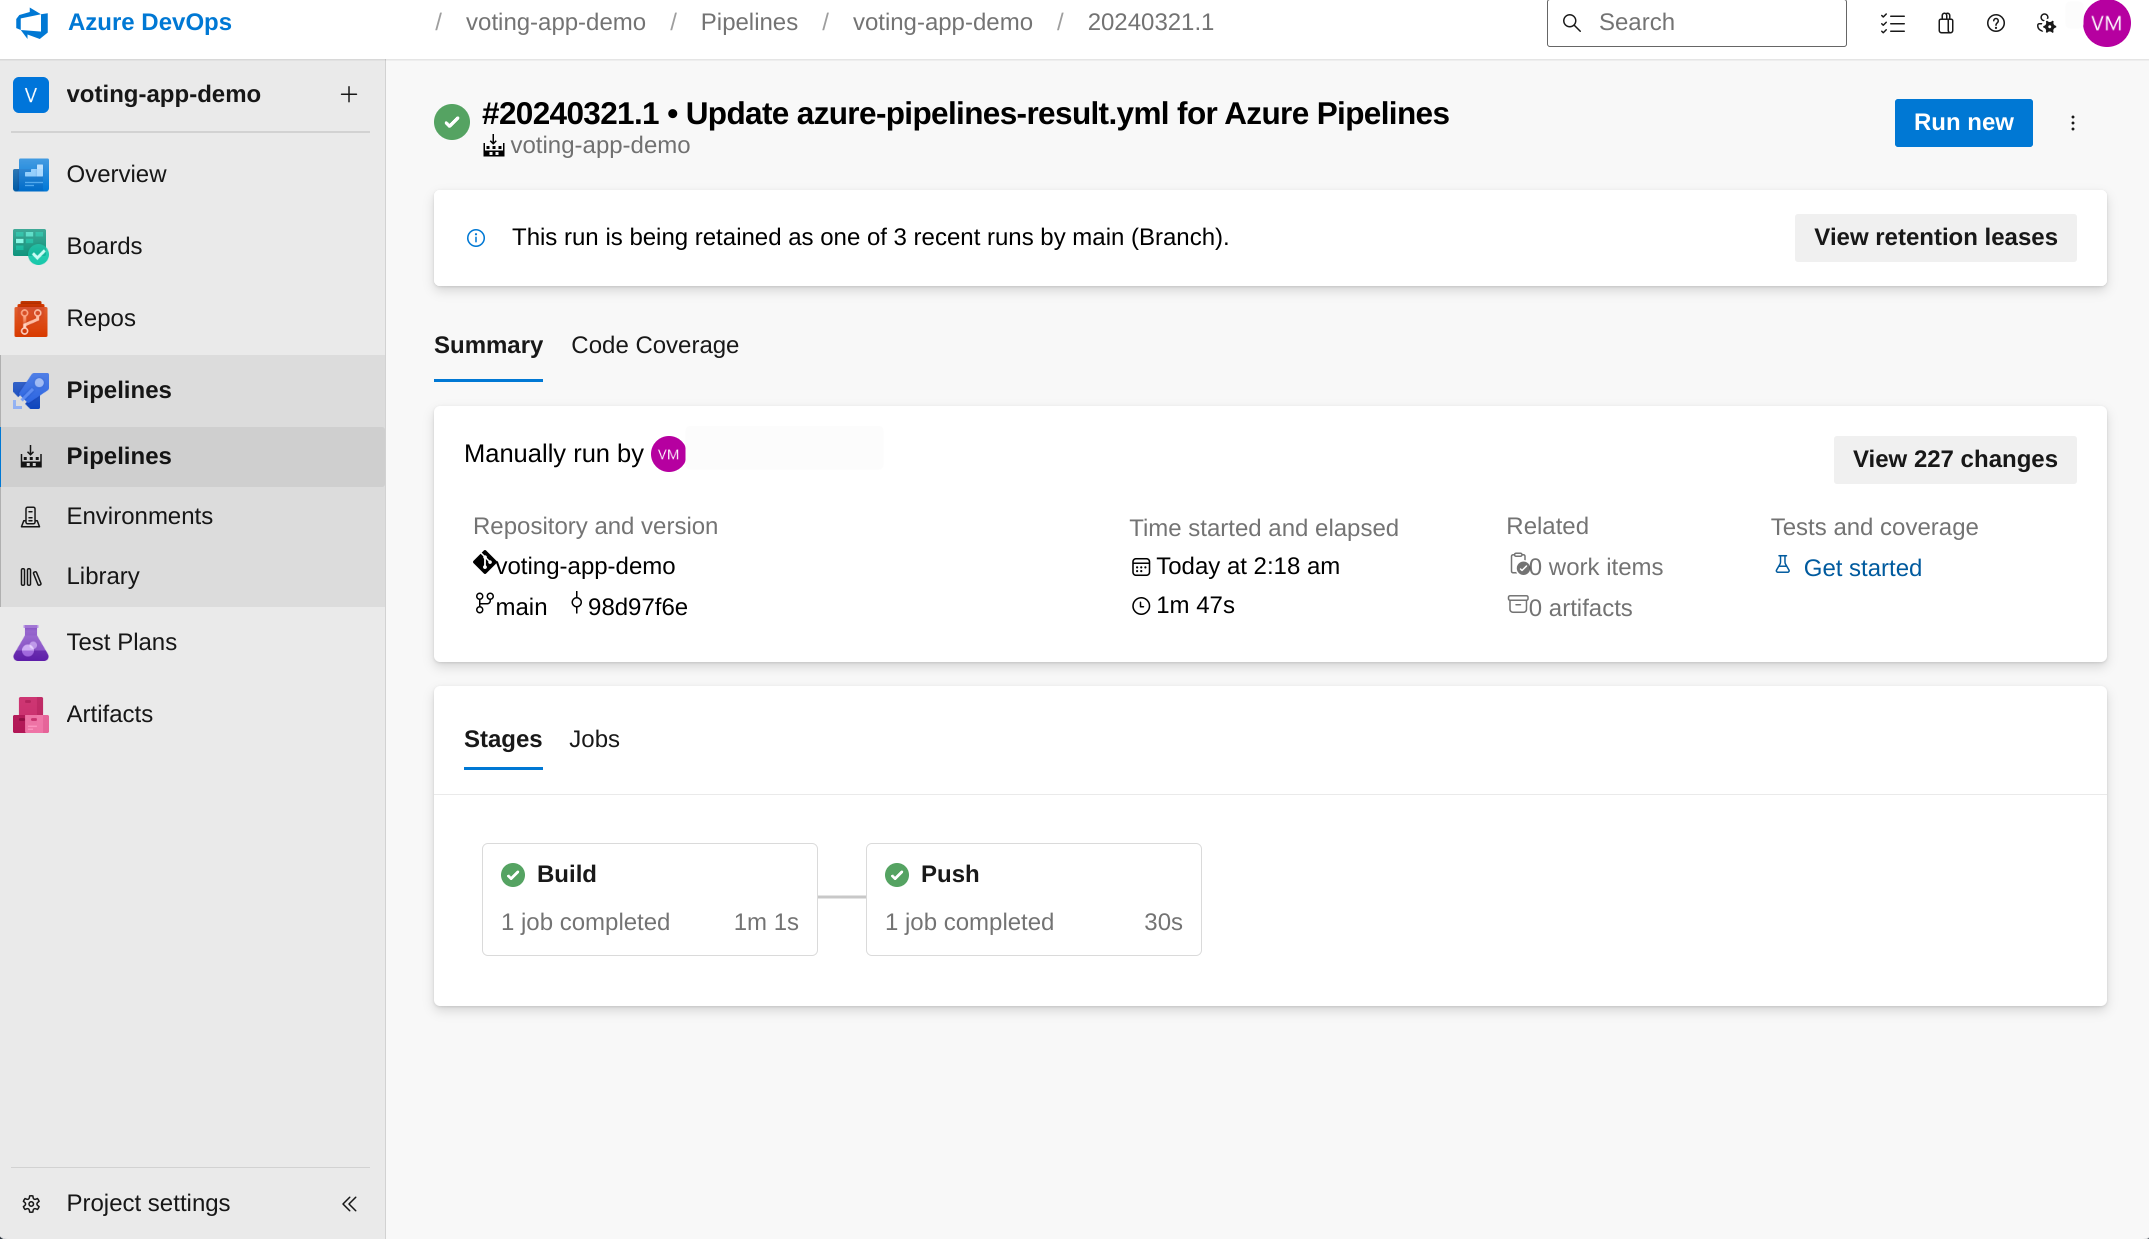 Azure DevOps
/ voting-app-demo / Pipelines / voting-app-demo / 20240321.1
Search
VM
V voting-app-demo
Overview
Boards
Repos
Pipelines
Pipelines
Environments
Library
Test Plans
Artifacts
Project settings
#20240321.1 • Update azure-pipelines-result.yml for Azure Pipelines
voting-app-demo
Run new
This run is being retained as one of 3 recent runs by main (Branch).
View retention leases
Summary Code Coverage
Manually run by VM
View 227 changes
Repository and version
voting-app-demo
main 98d97f6e
Time started and elapsed
Today at 2:18 am
1m 47s
Related
0 work items
0 artifacts
Tests and coverage
Get started
Stages Jobs
Build
1 job completed 1m 1s
Push
1 job completed 30s